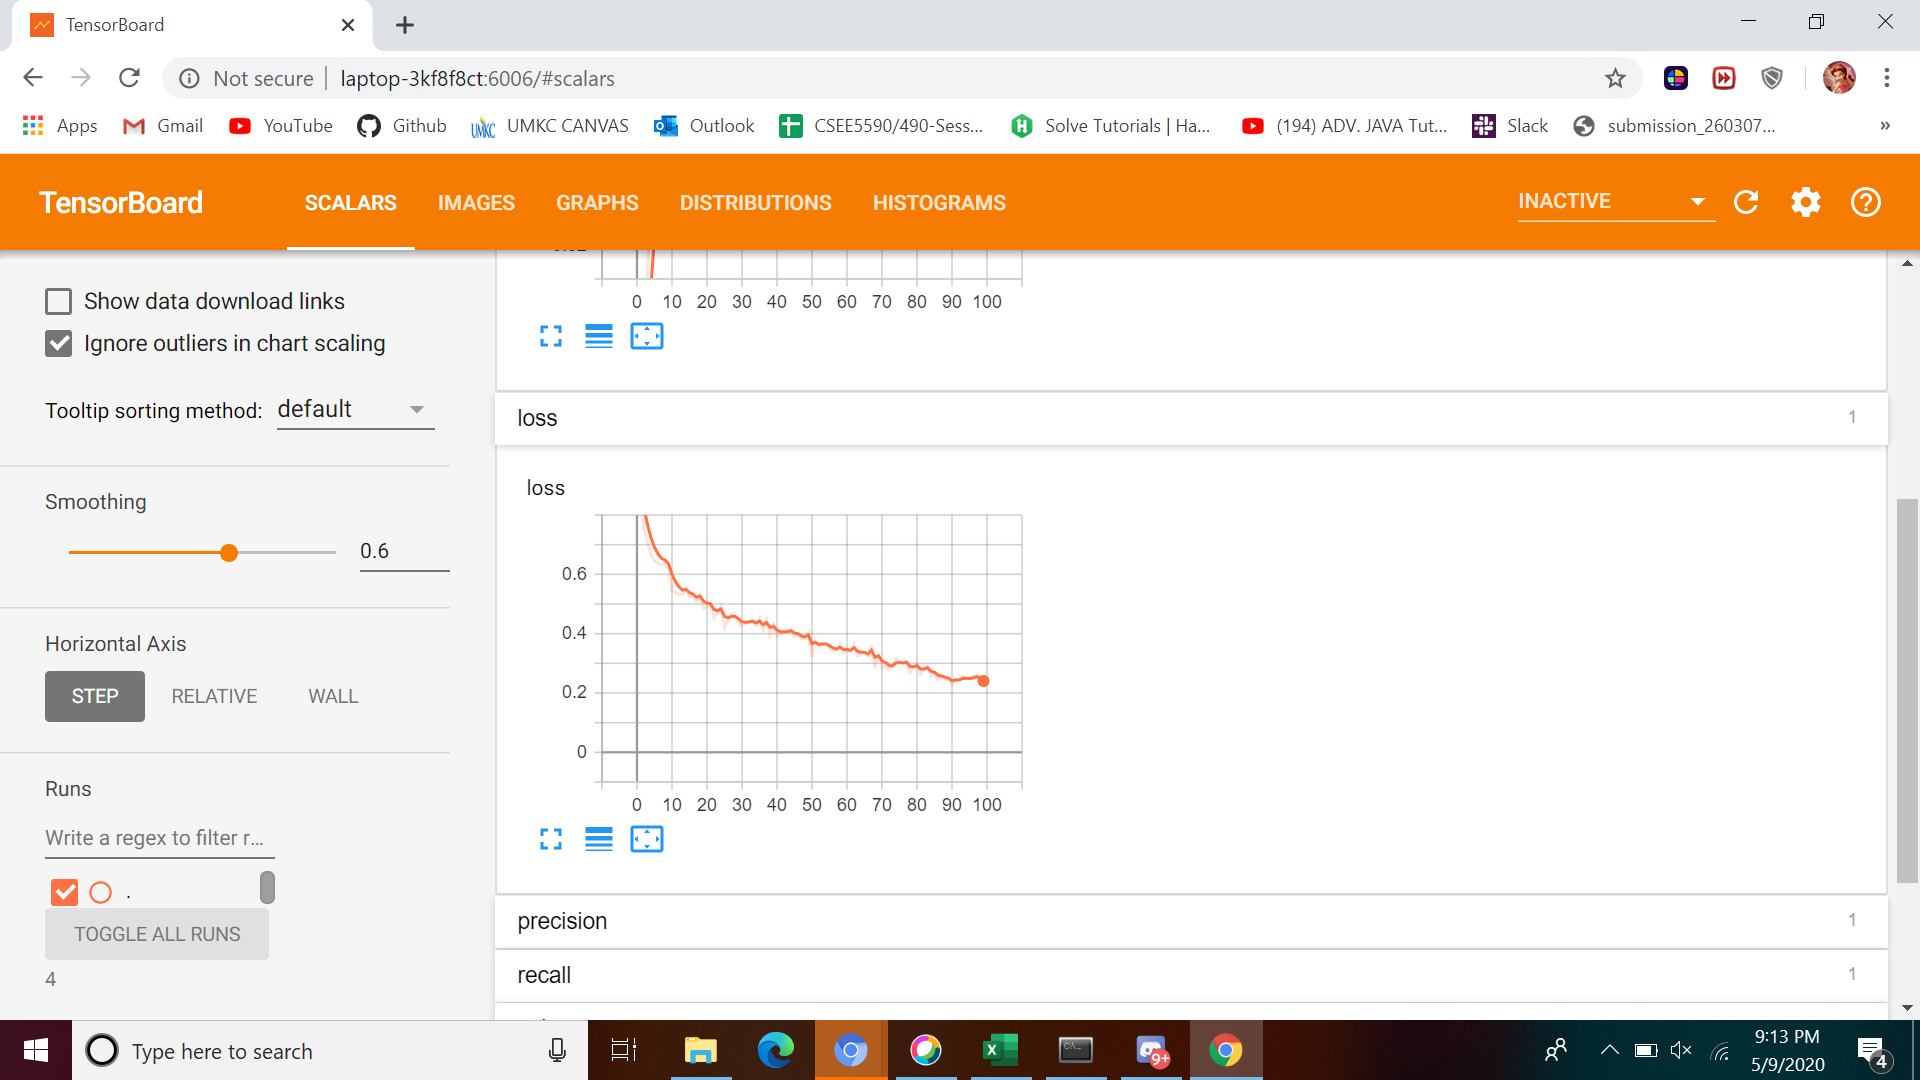 TensorBoard
Not secure | laptop-3kf8f8ct:6006/#scalars
Apps Gmail YouTube Github UMKC CANVAS Outlook CSEE5590/490-Sess... Solve Tutorials | Ha... (194) ADV. JAVA Tut... Slack submission_260307... »
TensorBoard SCALARS IMAGES GRAPHS DISTRIBUTIONS HISTOGRAMS INACTIVE
Show data download links
Ignore outliers in chart scaling
Tooltip sorting method: default
Smoothing
0.6
Horizontal Axis
STEP RELATIVE WALL
Runs
Write a regex to filter r...
.
TOGGLE ALL RUNS
4
0 10 20 30 40 50 60 70 80 90 100
loss 1
loss
0.6
0.4
0.2
0
0 10 20 30 40 50 60 70 80 90 100
precision 1
recall 1
Type here to search
9+
9:13 PM
5/9/2020
4